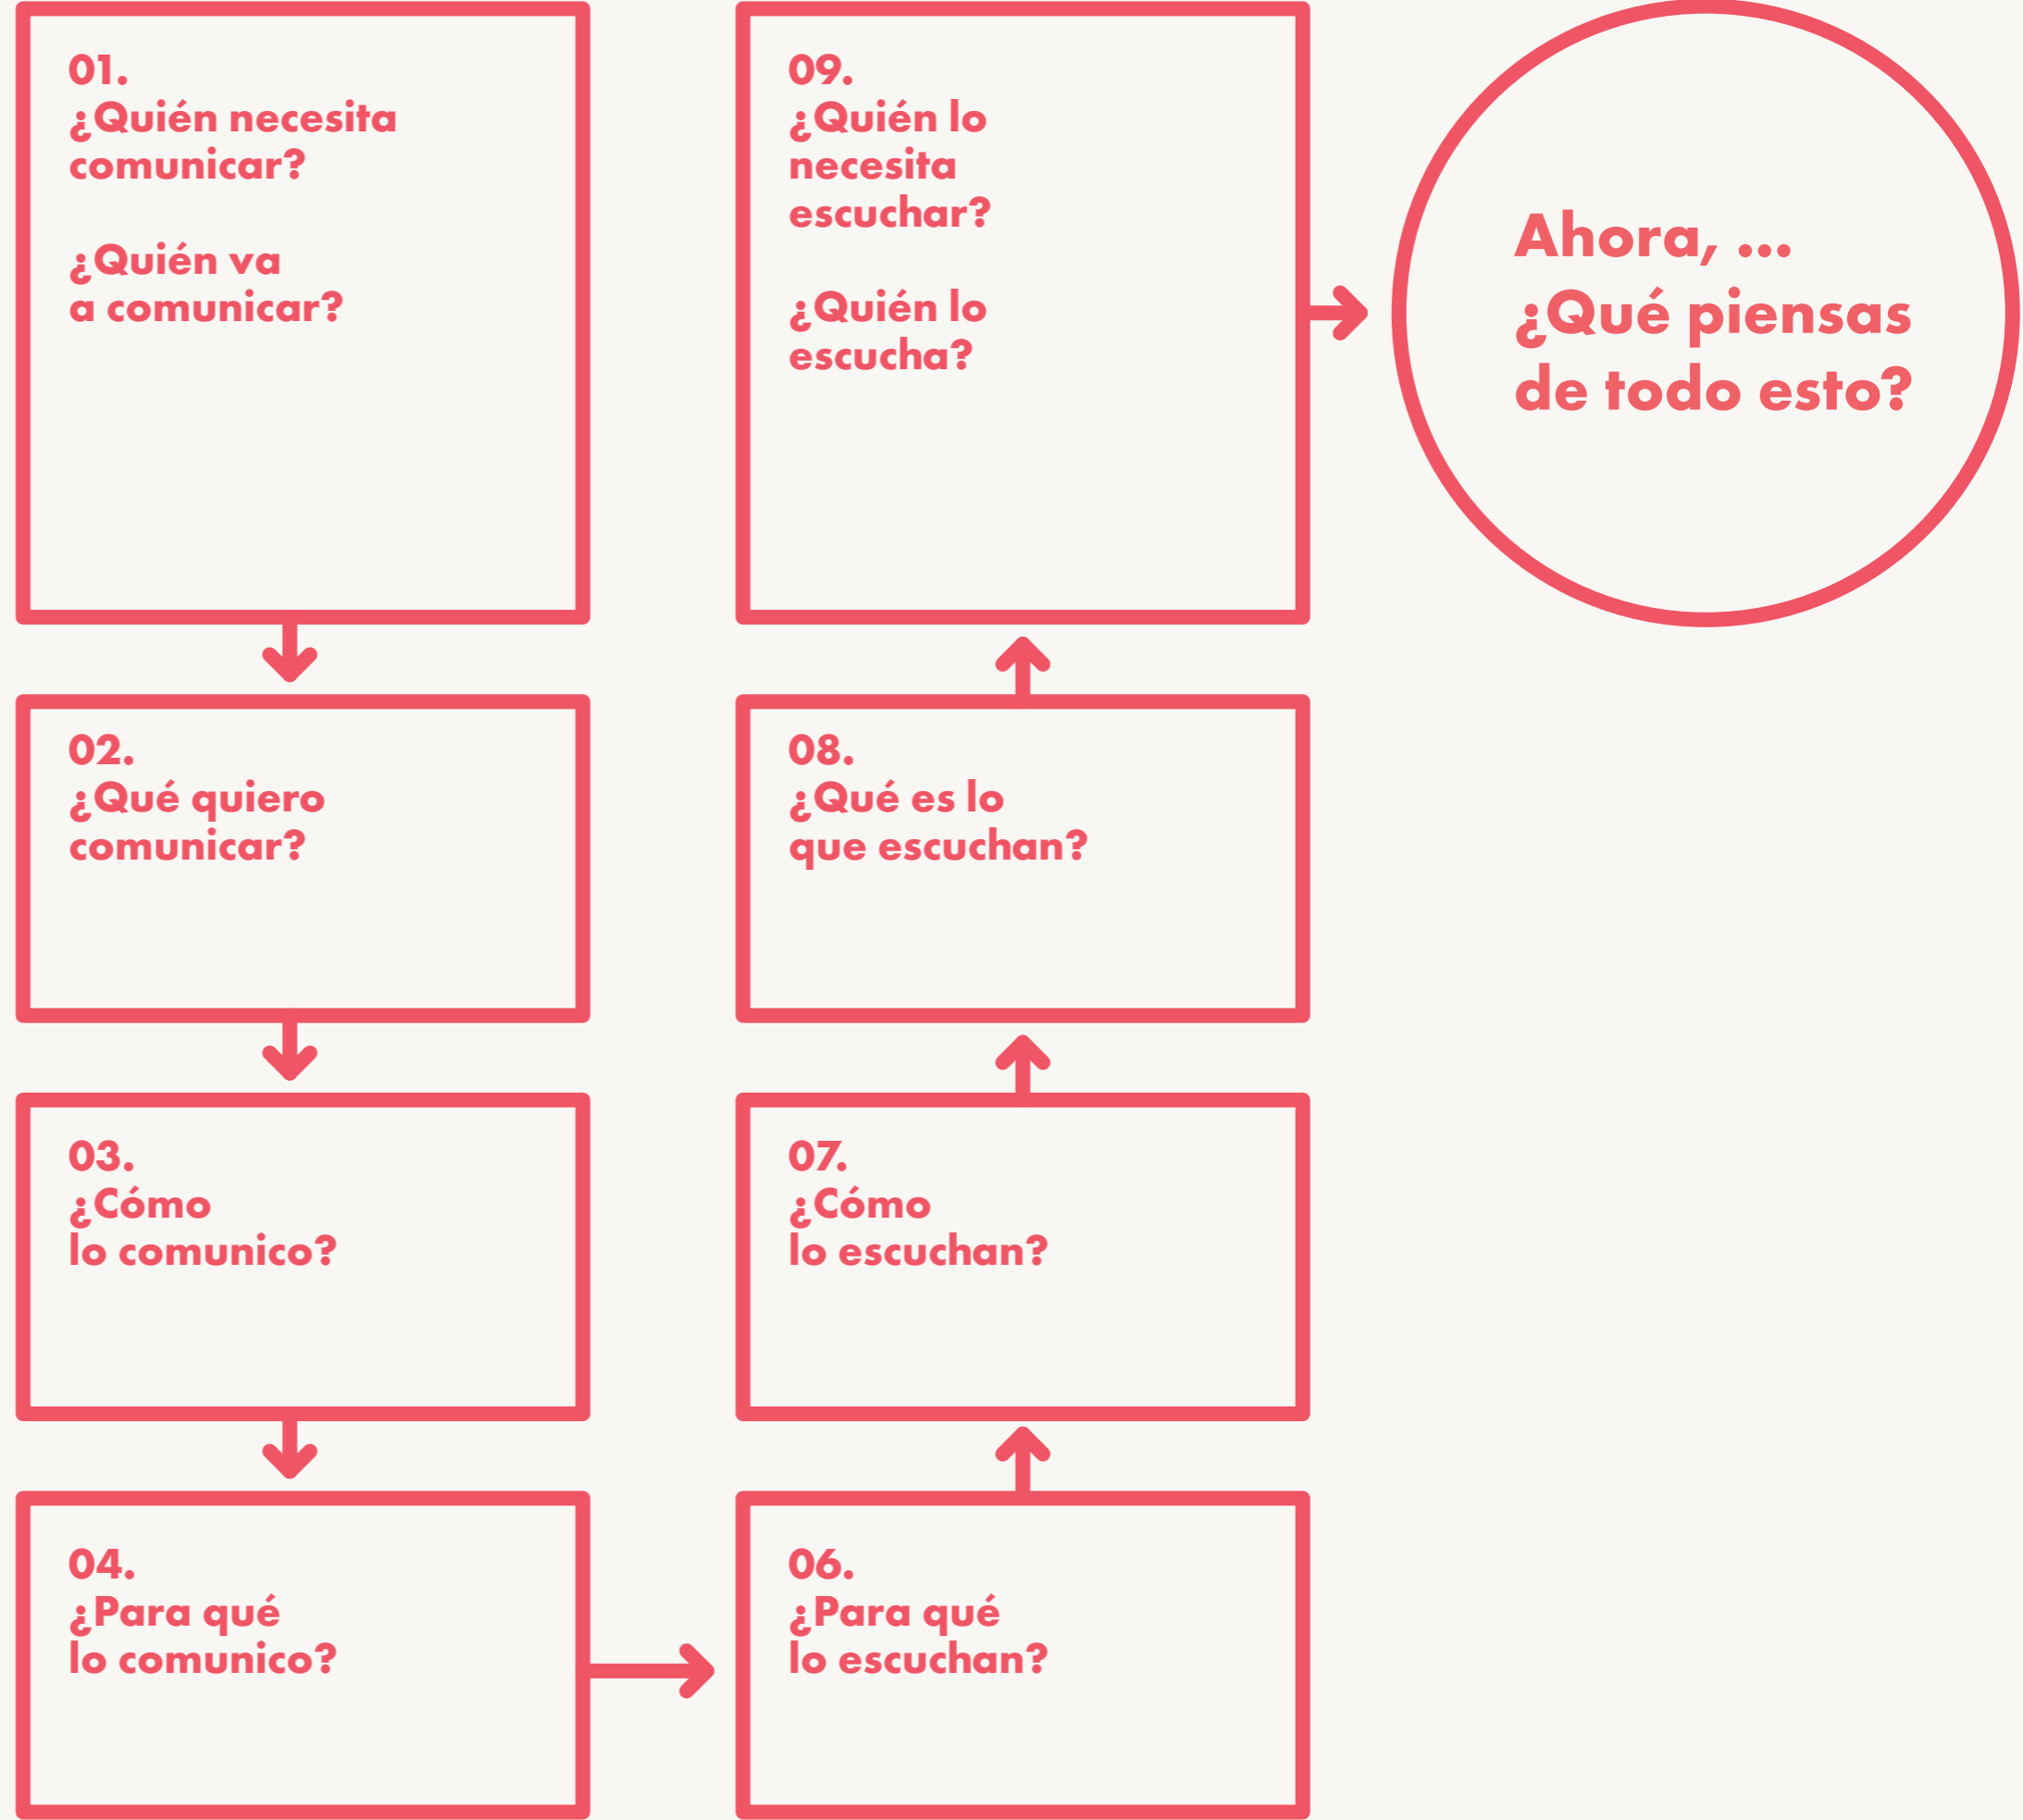 01.
¿Quién necesita
comunicar?
¿Quién va
a comunicar?
02.
¿Qué quiero
comunicar?
03.
¿Cómo
lo comunico?
04.
¿Para qué
lo comunico?
06.
¿Para qué
lo escuchan?
07.
¿Cómo
lo escuchan?
08.
¿Qué es lo
que escuchan?
09.
¿Quién lo
necesita
escuchar?
¿Quién lo
escucha?
Ahora, ...
¿Qué piensas
de todo esto?